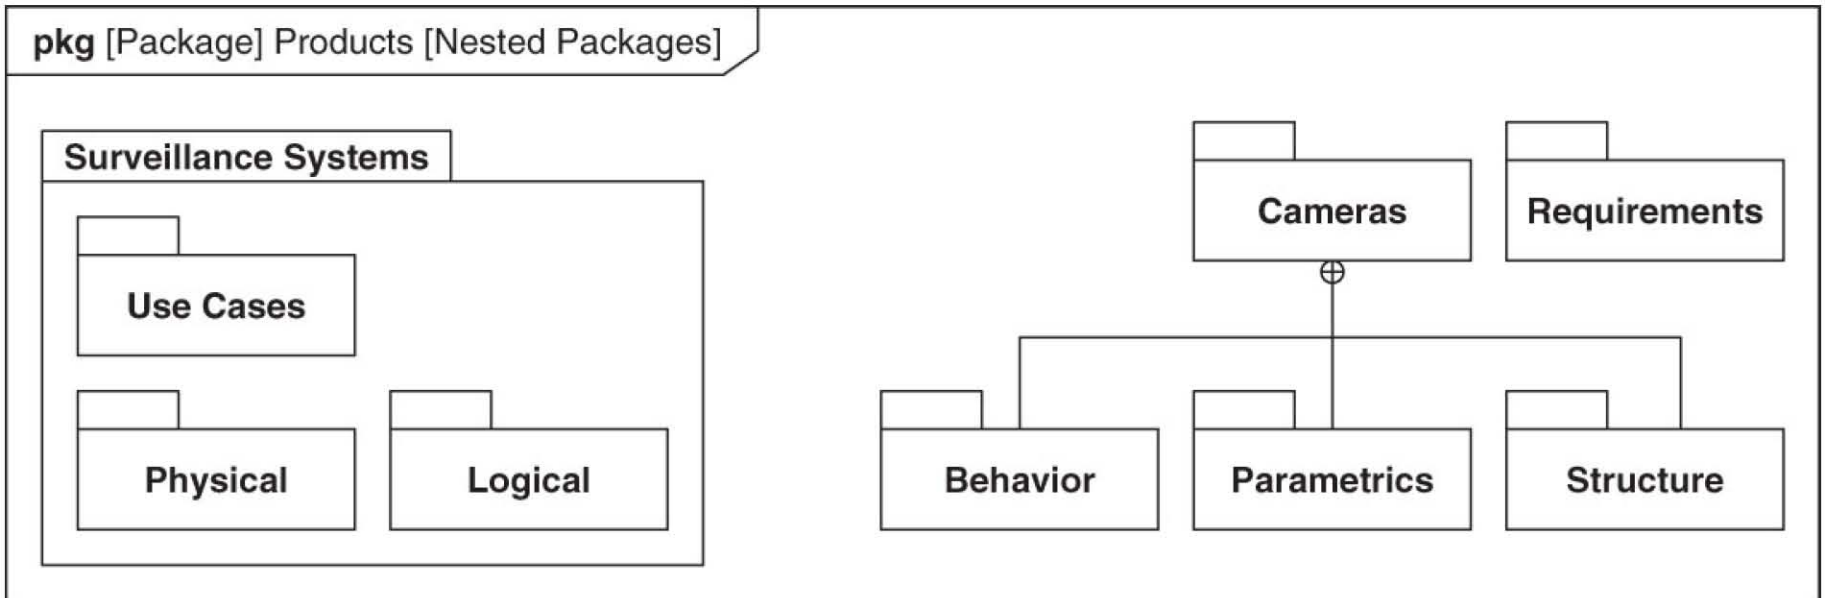 pkg [Package] Products [Nested Packages]
Surveillance Systems
Use Cases
Physical
Logical
Cameras
Requirements
Behavior
Parametrics
Structure